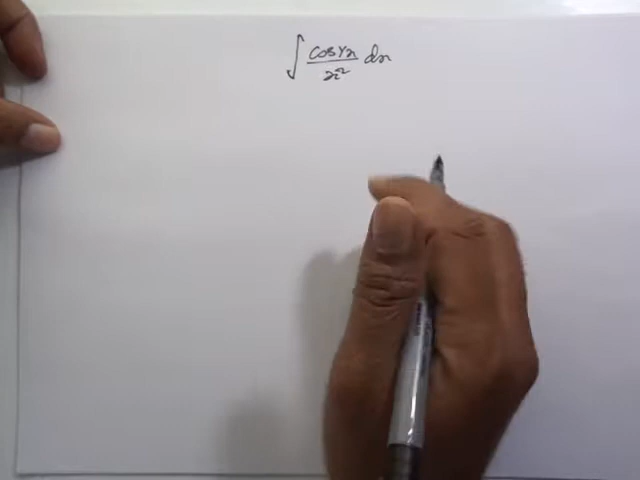 ∫ cos 1/x / x² dx